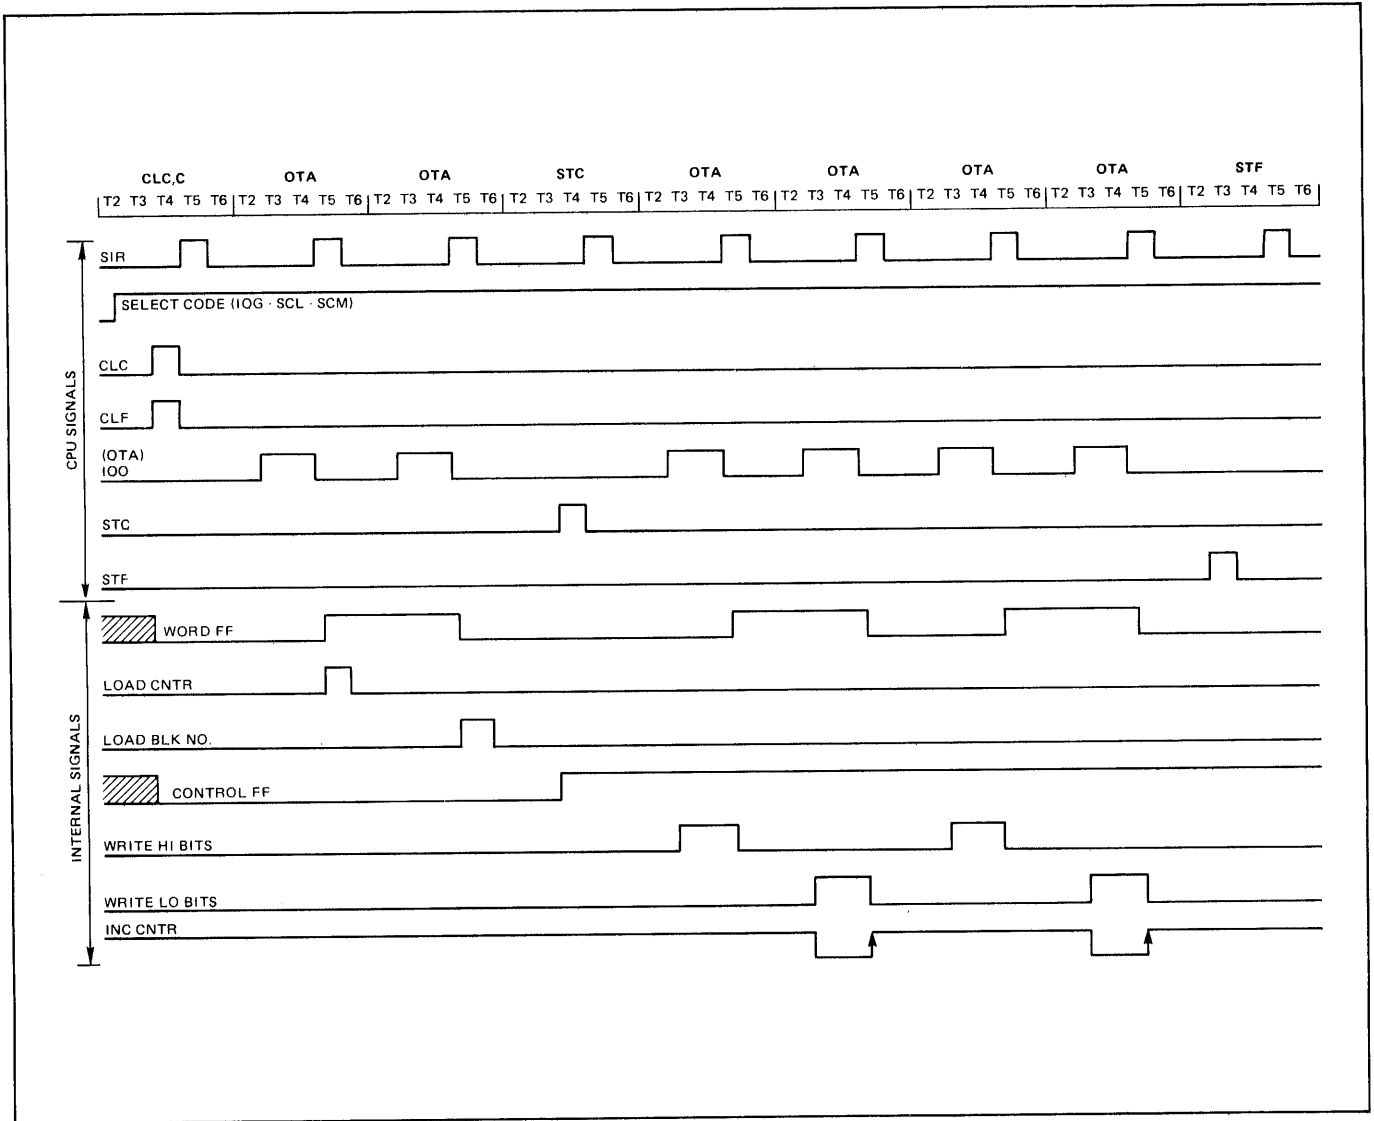 CLC,C OTA OTA STC OTA OTA OTA OTA STF
T2 T3 T4 T5 T6 T2 T3 T4 T5 T6 T2 T3 T4 T5 T6 T2 T3 T4 T5 T6 T2 T3 T4 T5 T6 T2 T3 T4 T5 T6 T2 T3 T4 T5 T6 T2 T3 T4 T5 T6 T2 T3 T4 T5 T6
CPU SIGNALS
SIR
SELECT CODE (IOG · SCL · SCM)
CLC
CLF
(OTA)
IOO
STC
STF
INTERNAL SIGNALS
WORD FF
LOAD CNTR
LOAD BLK NO.
CONTROL FF
WRITE HI BITS
WRITE LO BITS
INC CNTR